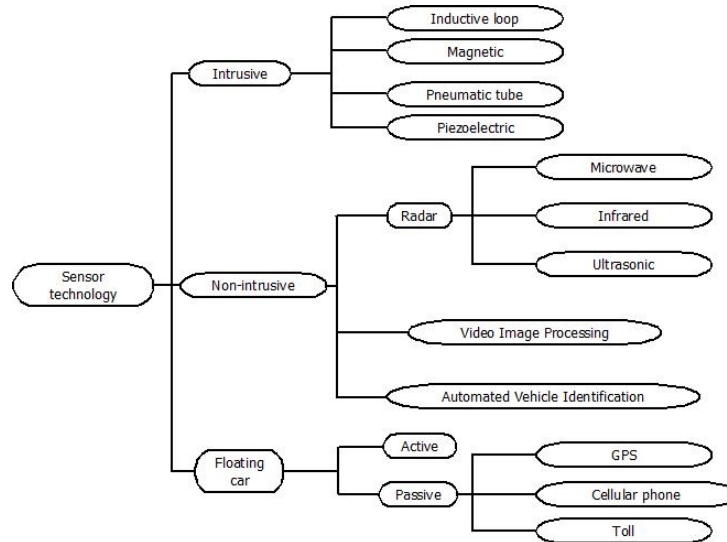 Inductive loop
Magnetic
Intrusive
Pneumatic tube
Piezoelectric
Microwave
Radar
Infrared
Ultrasonic
Sensor
technology
Non-intrusive
Video Image Processing
Automated Vehicle Identification
Active
Floating
car
GPS
Passive
Cellular phone
Toll